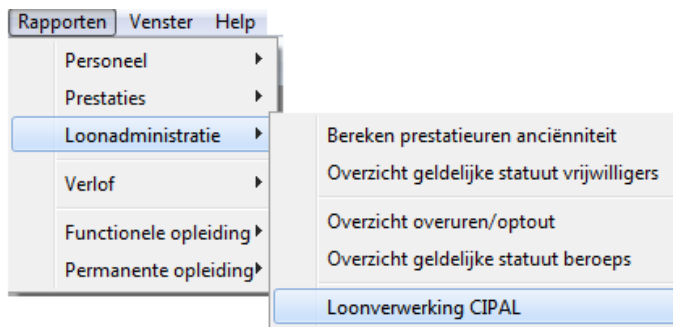 Rapporten Venster Help
Personeel
Prestaties
Loonadministratie
Verlof
Functionele opleiding
Permanente opleiding
Bereken prestatieuren anciënniteit
Overzicht geldelijke statuut vrijwilligers
Overzicht overuren/optout
Overzicht geldelijke statuut beroeps
Loonverwerking CIPAL